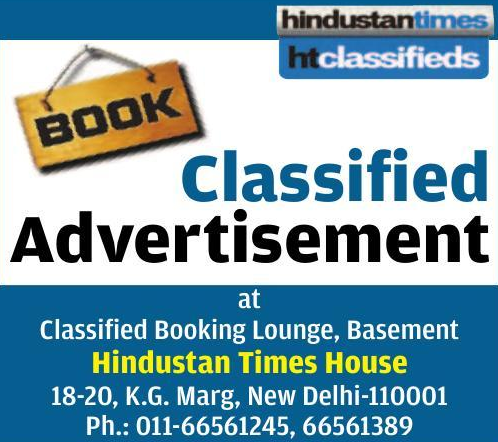 hindustantimes
htclassifieds
BOOK
Classified
Advertisement
at
Classified Booking Lounge, Basement
Hindustan Times House
18-20, K.G. Marg, New Delhi-110001
Ph.: 011-66561245, 66561389